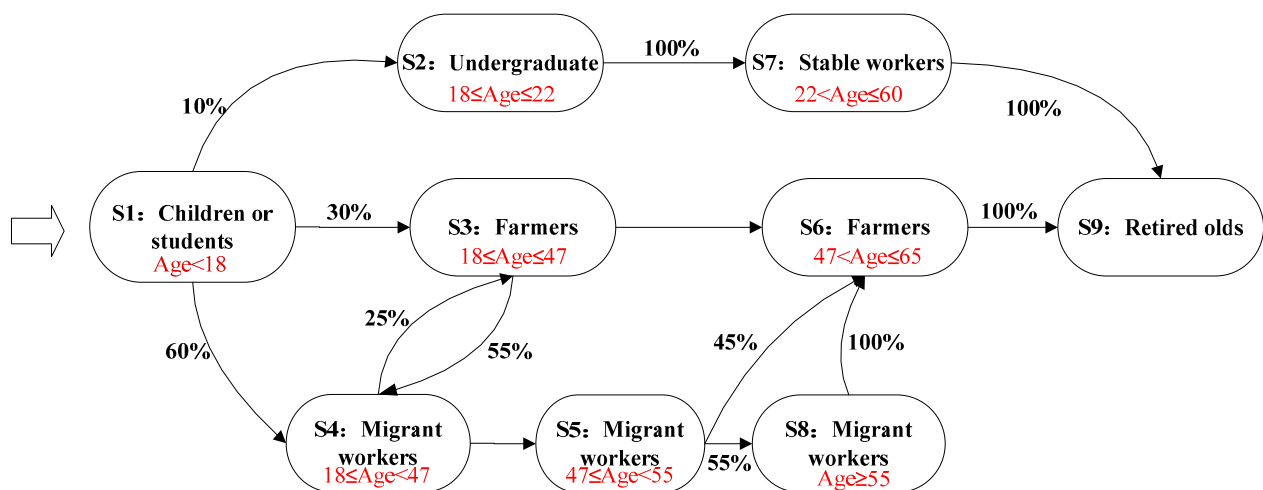 S2：Undergraduate
18≤Age≤22
100%
S7：Stable workers
22<Age≤60
10%
100%
S1：Children or
students
Age<18
30%
S3：Farmers
18≤Age≤47
S6：Farmers
47<Age≤65
100%
S9：Retired olds
60%
25%
55%
45%
100%
S4：Migrant
workers
18≤Age<47
S5：Migrant
workers
47≤Age<55
55%
S8：Migrant
workers
Age≥55